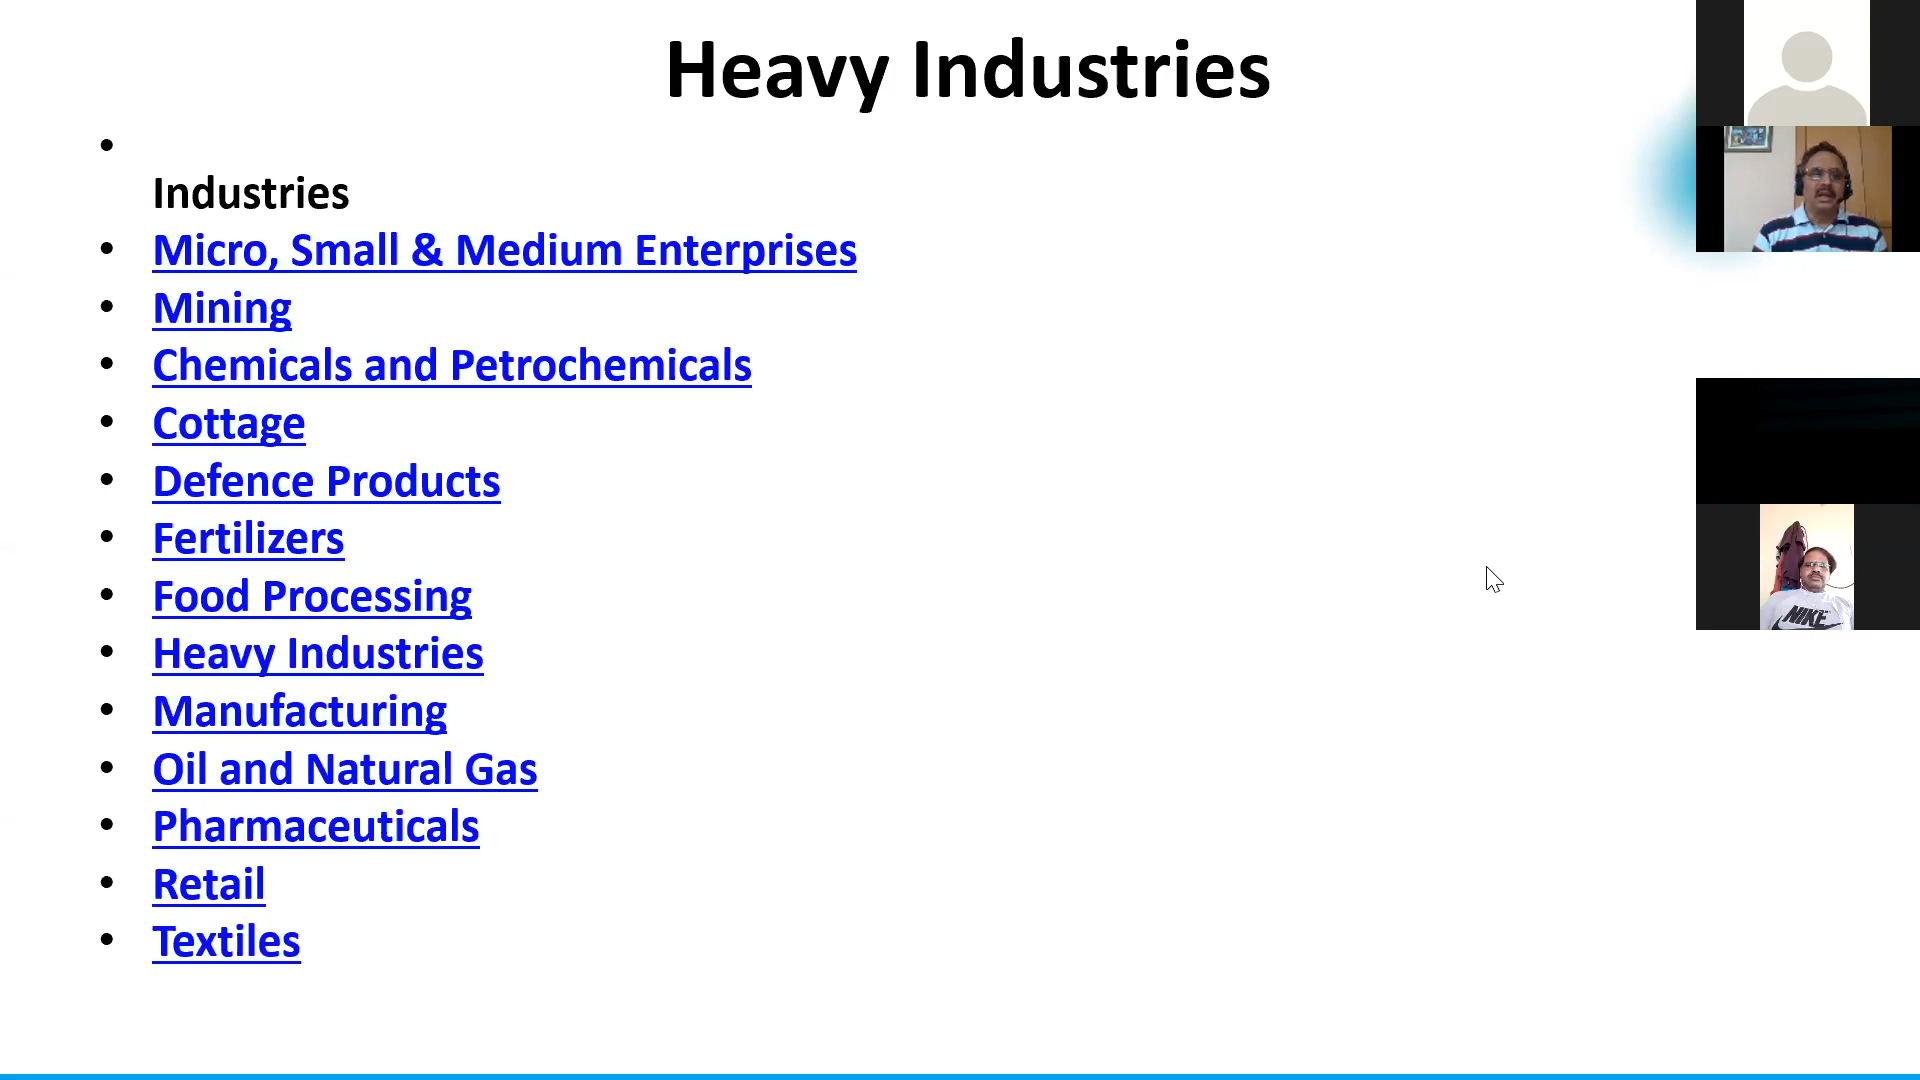 Heavy Industries
Industries
Micro, Small & Medium Enterprises
Mining
Chemicals and Petrochemicals
Cottage
Defence Products
Fertilizers
Food Processing
Heavy Industries
Manufacturing
Oil and Natural Gas
Pharmaceuticals
Retail
Textiles
NIKE